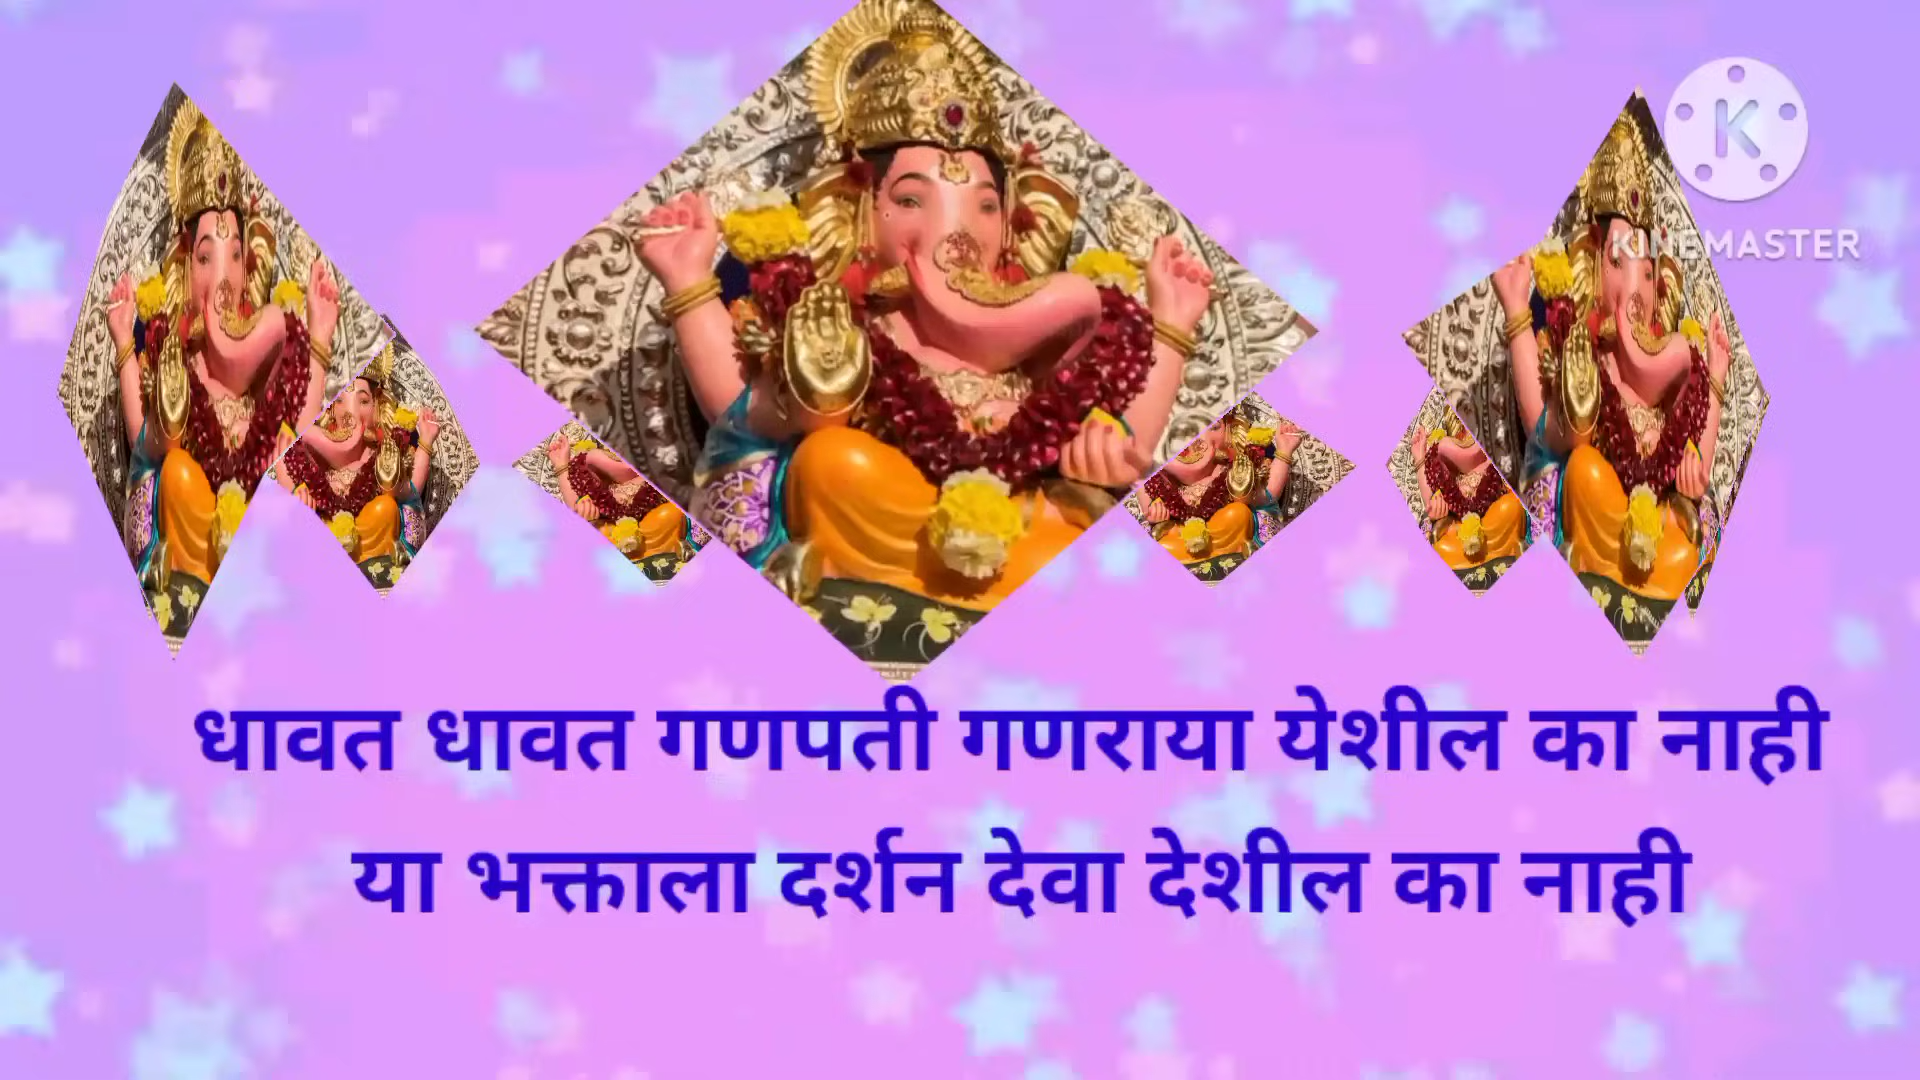 K
KINEMASTER
धावत धावत गणपती गणराया येशील का नाही
या भक्ताला दर्शन देवा देशील का नाही